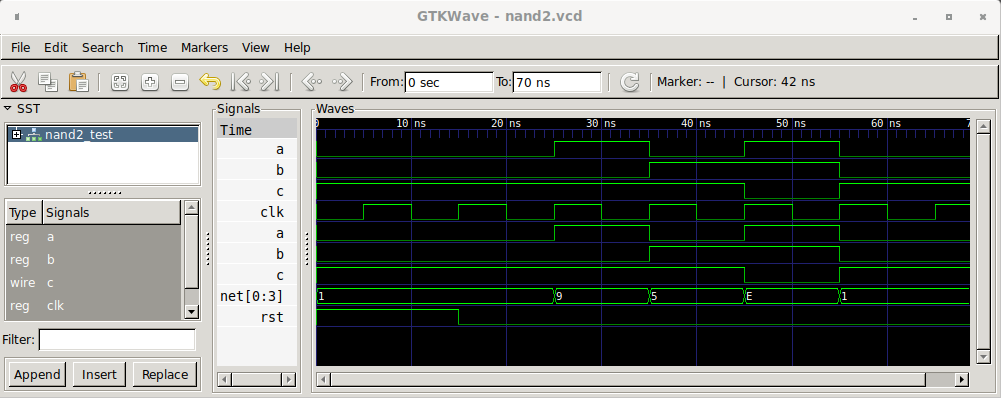 GTKWave - nand2.vcd
File Edit Search Time Markers View Help
From: 0 sec To: 70 ns Marker: -- | Cursor: 42 ns
SST
nand2_test
Type Signals
reg a
reg b
wire c
reg clk
Filter:
Append Insert Replace
Signals
Time
a
b
c
clk
a
b
c
net[0:3]
rst
Waves
0 10 ns 20 ns 30 ns 40 ns 50 ns 60 ns 7
1 9 5 E 1